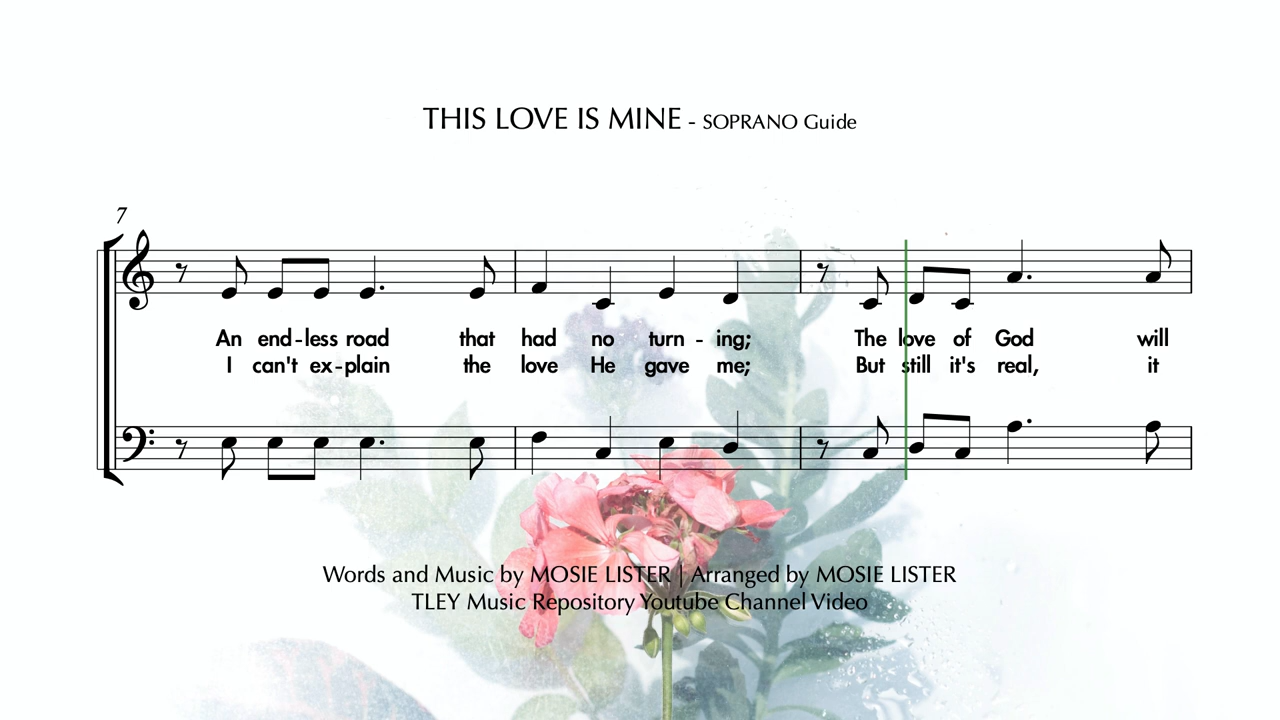 THIS LOVE IS MINE - SOPRANO Guide
7
An end-less road that had no turn - ing; The love of God will
I can't ex-plain the love He gave me; But still it's real, it
Words and Music by MOSIE LISTER | Arranged by MOSIE LISTER
TLEY Music Repository Youtube Channel Video